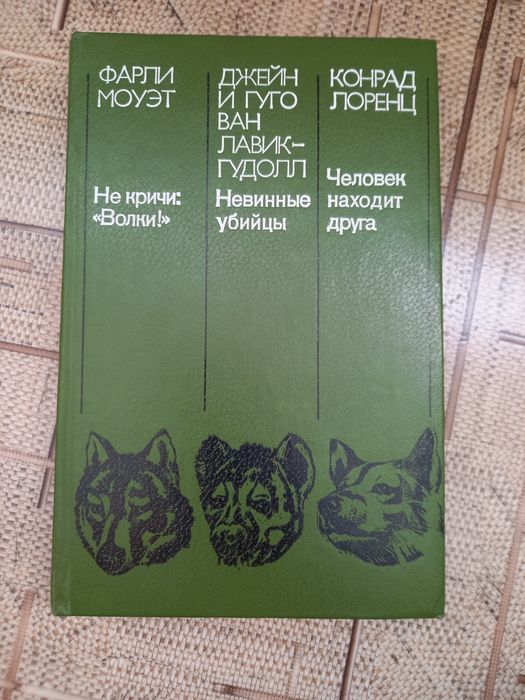 ФАРЛИ
МОУЭТ
Не кричи:
«Волки!»
ДЖЕЙН
И ГУГО
ВАН
ЛАВИК-
ГУДОЛЛ
Невинные
убийцы
КОНРАД
ЛОРЕНЦ
Человек
находит
друга